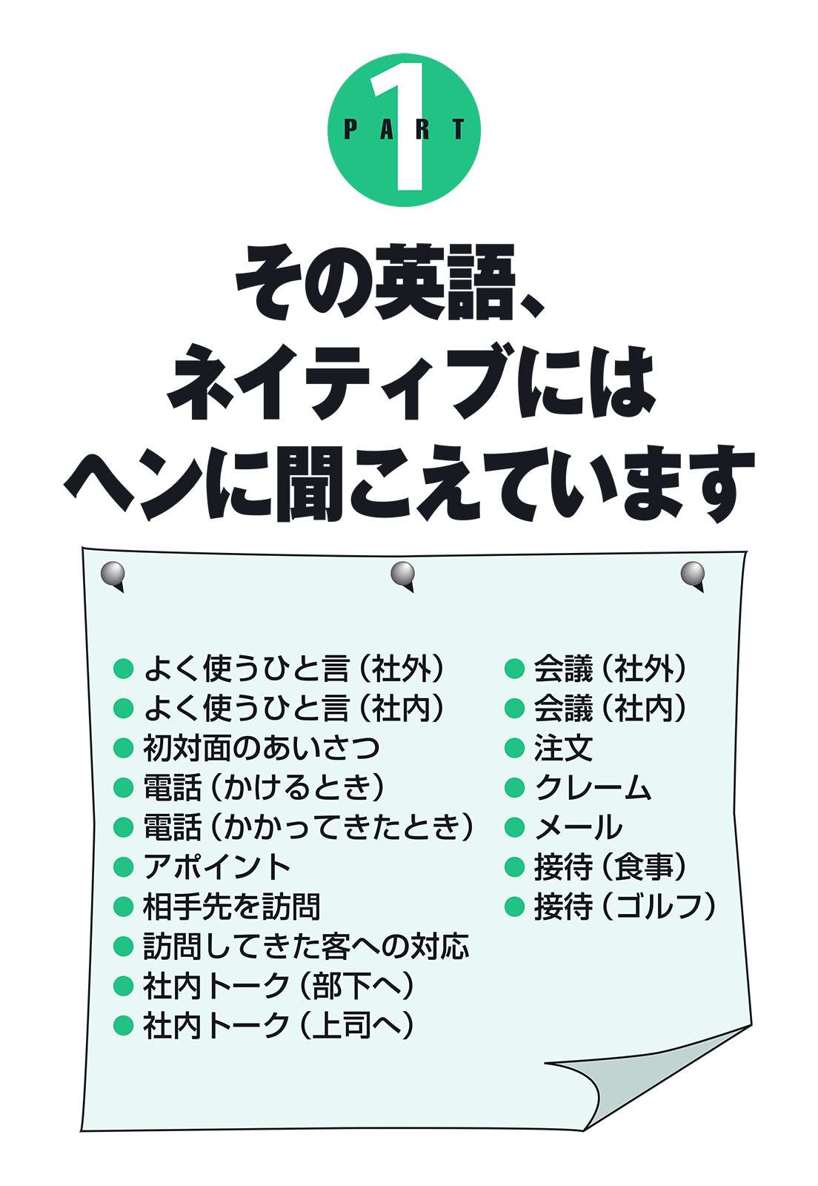 1
PART
その英語、
ネイティブには
ヘンに聞こえています
●よく使うひと言（社外）
●よく使うひと言（社内）
●初対面のあいさつ
●電話（かけるとき）
●電話（かかってきたとき）
●アポイント
●相手先を訪問
●訪問してきた客への対応
●社内トーク（部下へ）
●社内トーク（上司へ）
●会議（社外）
●会議（社内）
●注文
●クレーム
●メール
●接待（食事）
●接待（ゴルフ）